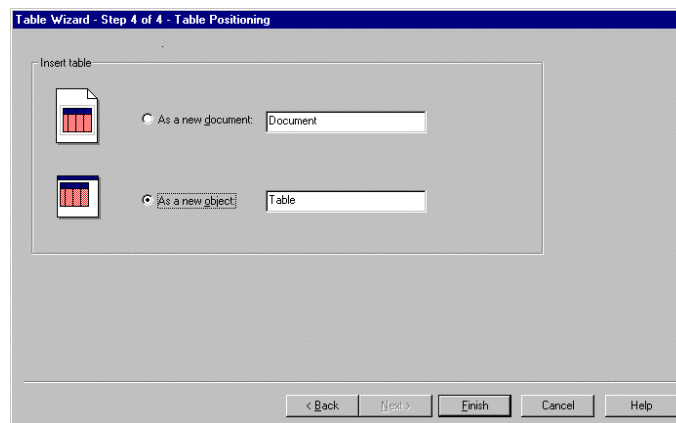 Table Wizard - Step 4 of 4 - Table Positioning
Insert table
As a new document: Document
As a new object: Table
< Back Next > Finish Cancel Help